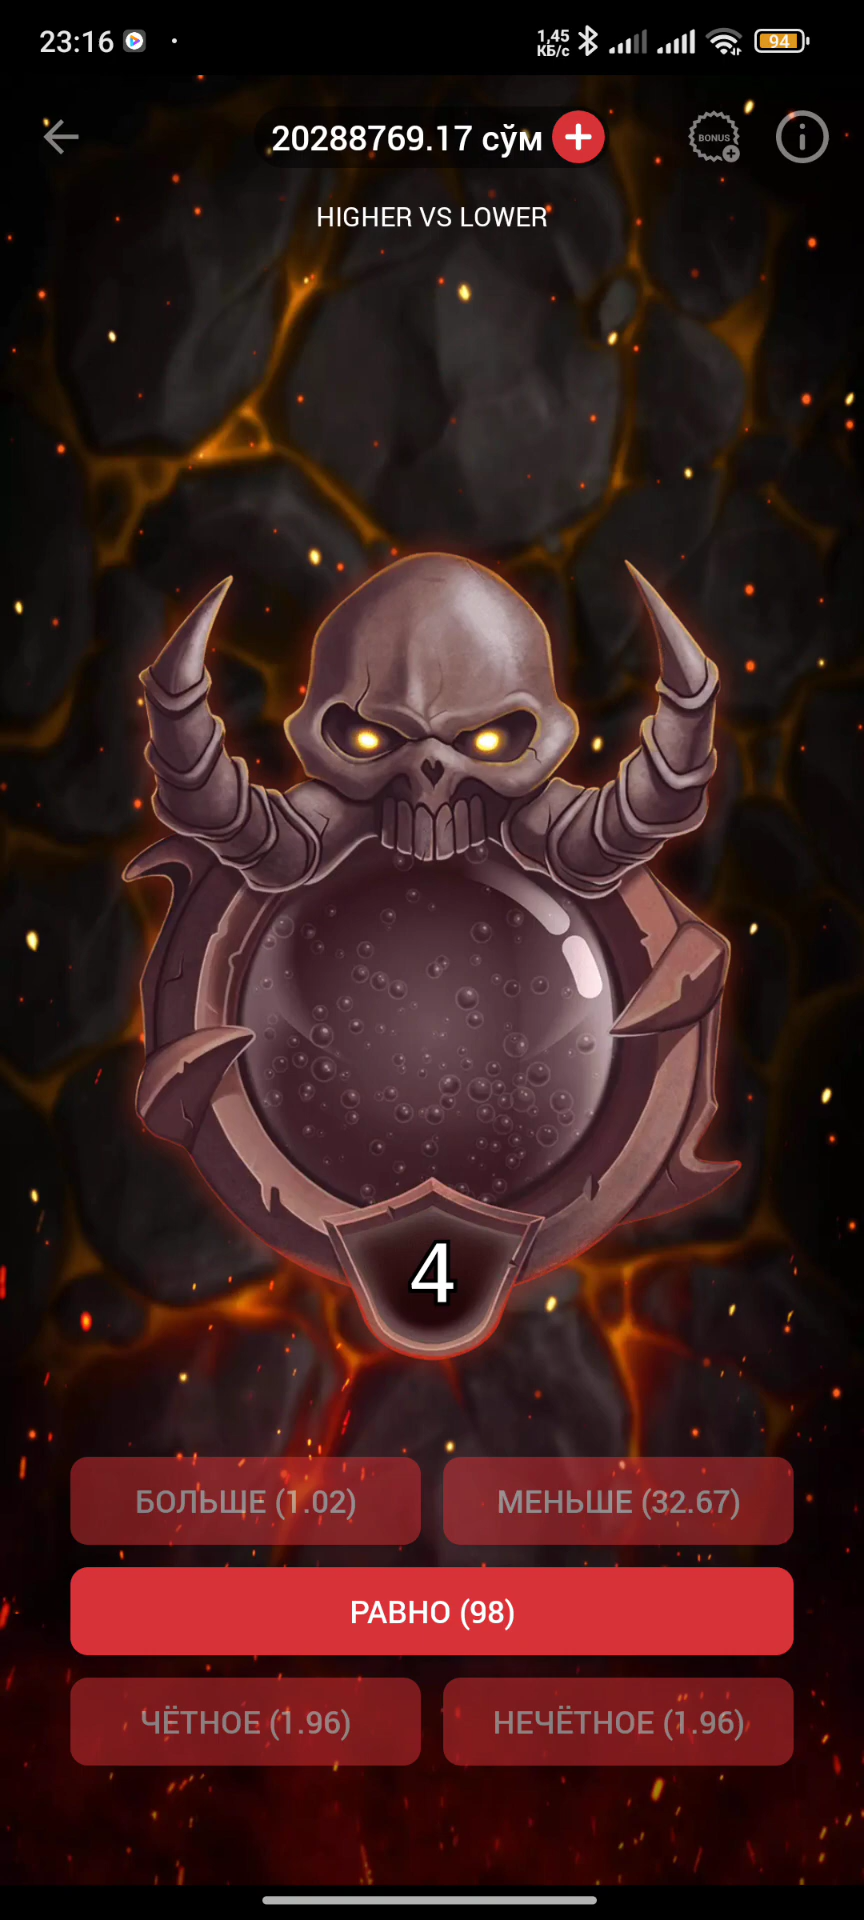 23:16
1,45
КБ/с
94
20288769.17 сўм
BONUS
HIGHER VS LOWER
4
БОЛЬШЕ (1.02)
МЕНЬШЕ (32.67)
РАВНО (98)
ЧЁТНОЕ (1.96)
НЕЧЁТНОЕ (1.96)